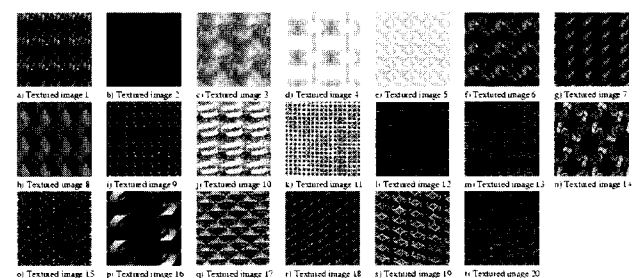 a) Textured image 1 b) Textured image 2 c) Textured image 3 d) Textured image 4 e) Textured image 5 f) Textured image 6 g) Textured image 7
h) Textured image 8 i) Textured image 9 j) Textured image 10 k) Textured image 11 l) Textured image 12 m) Textured image 13 n) Textured image 14
o) Textured image 15 p) Textured image 16 q) Textured image 17 r) Textured image 18 s) Textured image 19 t) Textured image 20